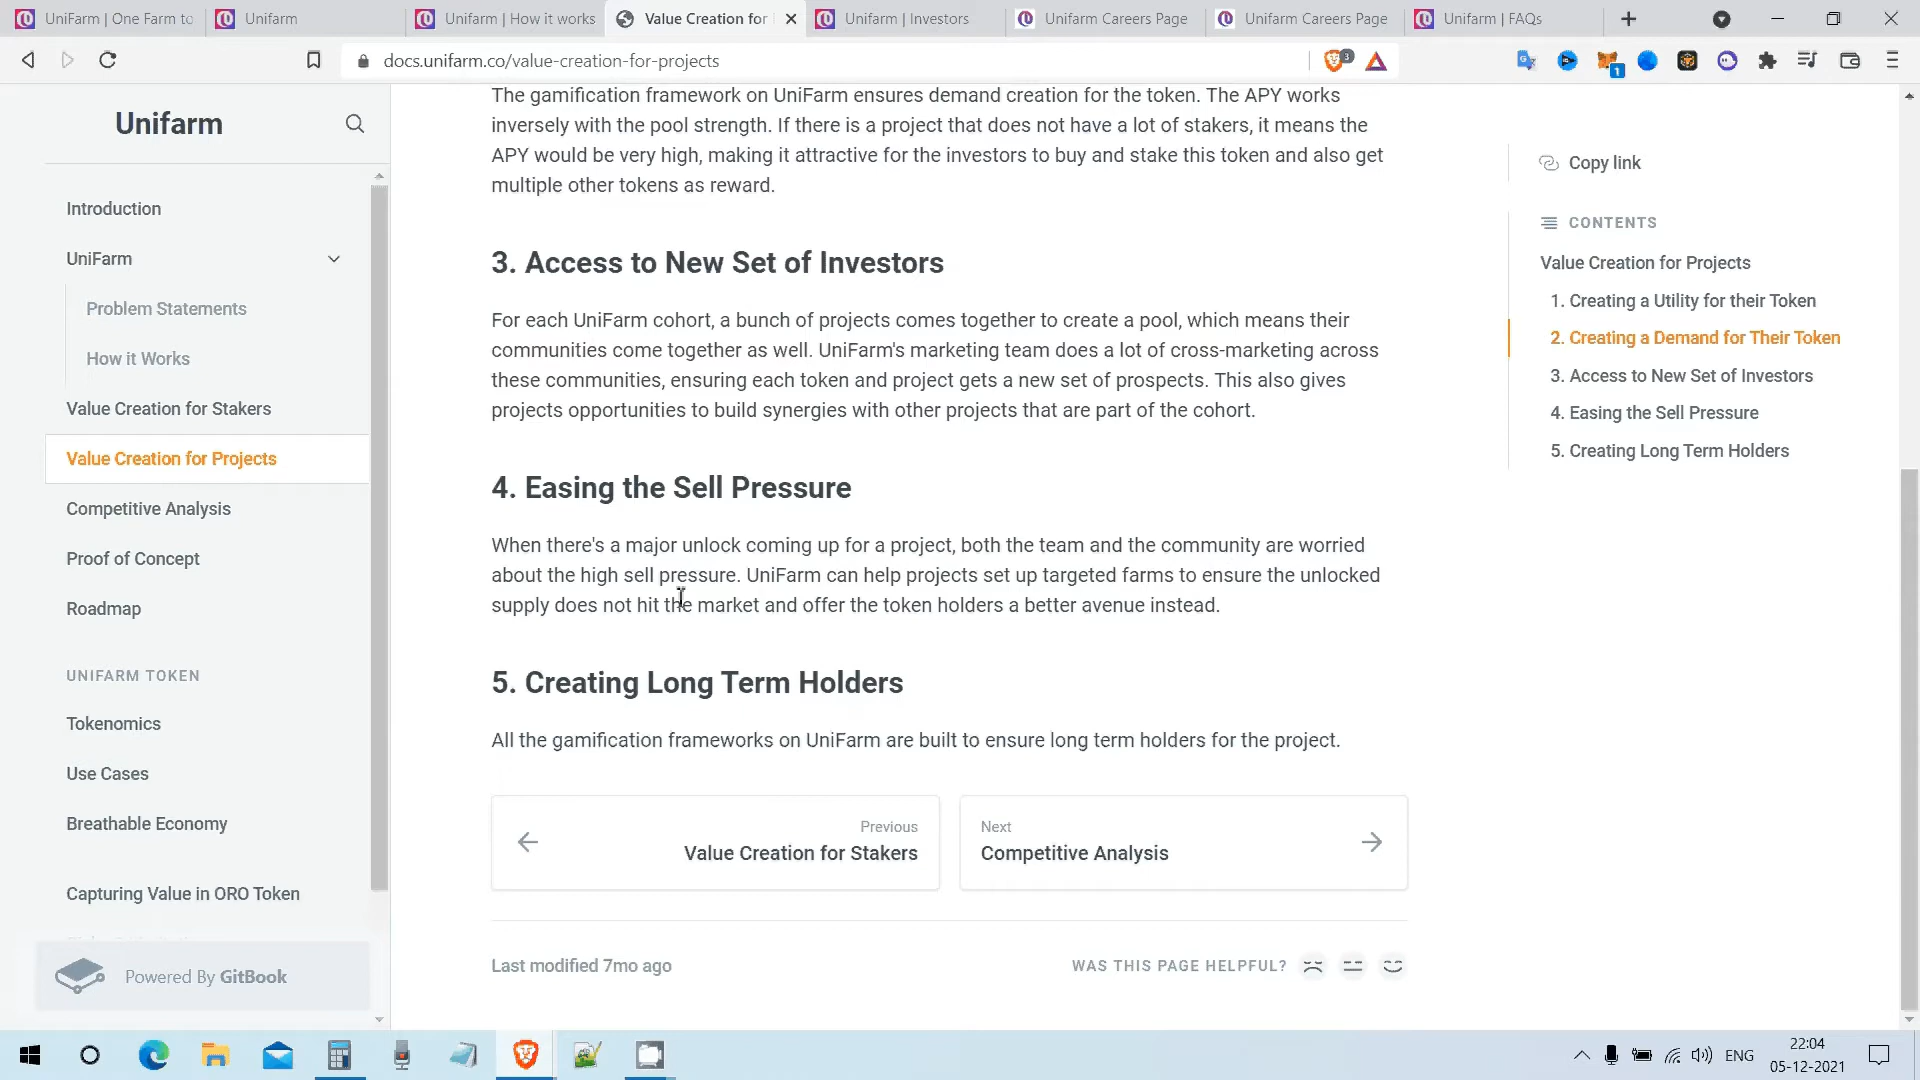 UniFarm | One Farm to
Unifarm
Unifarm | How it works
Value Creation for
Unifarm | Investors
Unifarm Careers Page
Unifarm Careers Page
Unifarm | FAQs
docs.unifarm.co/value-creation-for-projects
3
1
Unifarm
Introduction
UniFarm
Problem Statements
How it Works
Value Creation for Stakers
Value Creation for Projects
Competitive Analysis
Proof of Concept
Roadmap
UNIFARM TOKEN
Tokenomics
Use Cases
Breathable Economy
Capturing Value in ORO Token
Powered By GitBook
The gamification framework on UniFarm ensures demand creation for the token. The APY works
inversely with the pool strength. If there is a project that does not have a lot of stakers, it means the
APY would be very high, making it attractive for the investors to buy and stake this token and also get
multiple other tokens as reward.
3. Access to New Set of Investors
For each UniFarm cohort, a bunch of projects comes together to create a pool, which means their
communities come together as well. UniFarm's marketing team does a lot of cross-marketing across
these communities, ensuring each token and project gets a new set of prospects. This also gives
projects opportunities to build synergies with other projects that are part of the cohort.
4. Easing the Sell Pressure
When there's a major unlock coming up for a project, both the team and the community are worried
about the high sell pressure. UniFarm can help projects set up targeted farms to ensure the unlocked
supply does not hit the market and offer the token holders a better avenue instead.
5. Creating Long Term Holders
All the gamification frameworks on UniFarm are built to ensure long term holders for the project.
Previous
Value Creation for Stakers
Next
Competitive Analysis
Last modified 7mo ago
WAS THIS PAGE HELPFUL?
Copy link
CONTENTS
Value Creation for Projects
1. Creating a Utility for their Token
2. Creating a Demand for Their Token
3. Access to New Set of Investors
4. Easing the Sell Pressure
5. Creating Long Term Holders
ENG
22:04
05-12-2021